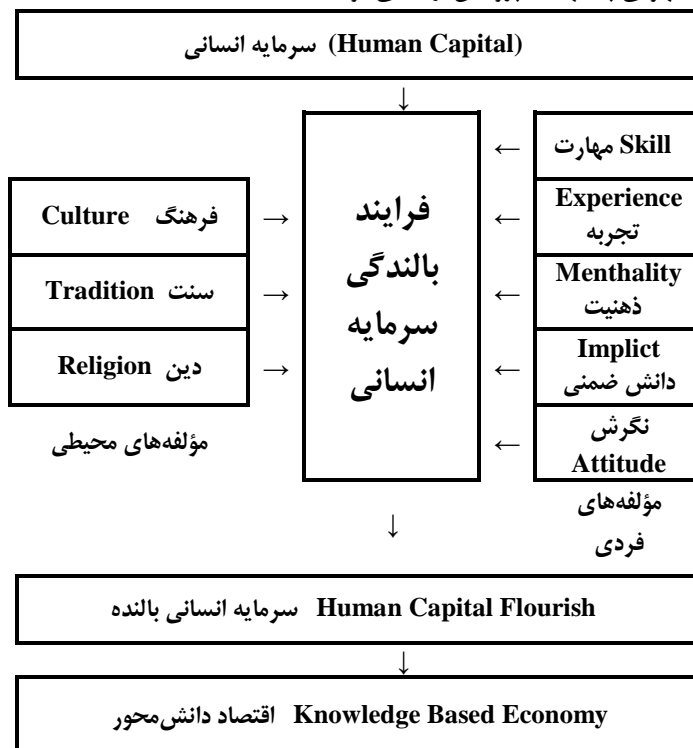 سرمایه انسانی (Human Capital)
↓
مهارت Skill
←
Experience
تجربه
←
Menthality
ذهنیت
←
Implict
دانش ضمنی
←
نگرش
Attitude
←
مؤلفه‌های
فردی
فرایند
بالندگی
سرمایه
انسانی
فرهنگ Culture
→
سنت Tradition
→
دین Religion
→
مؤلفه‌های محیطی
↓
سرمایه انسانی بالنده Human Capital Flourish
↓
اقتصاد دانش‌محور Knowledge Based Economy